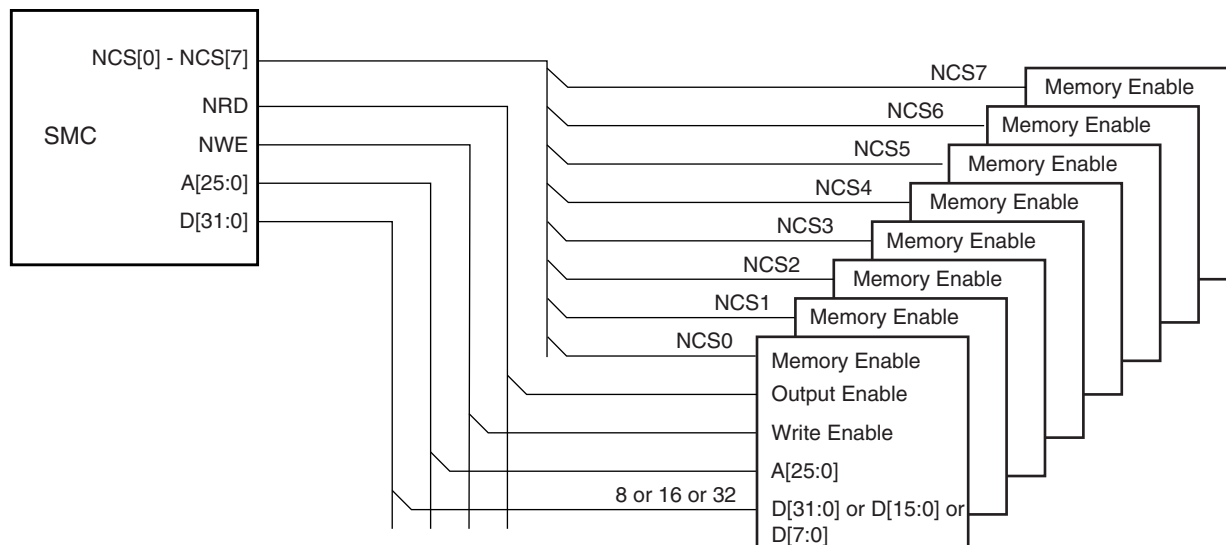 NCS[0] - NCS[7]
NRD
SMC
NWE
A[25:0]
D[31:0]
NCS7
Memory Enable
NCS6
Memory Enable
NCS5
Memory Enable
NCS4
Memory Enable
NCS3
Memory Enable
NCS2
Memory Enable
NCS1
Memory Enable
NCS0
Memory Enable
Output Enable
Write Enable
A[25:0]
8 or 16 or 32
D[31:0] or D[15:0] or
D[7:0]